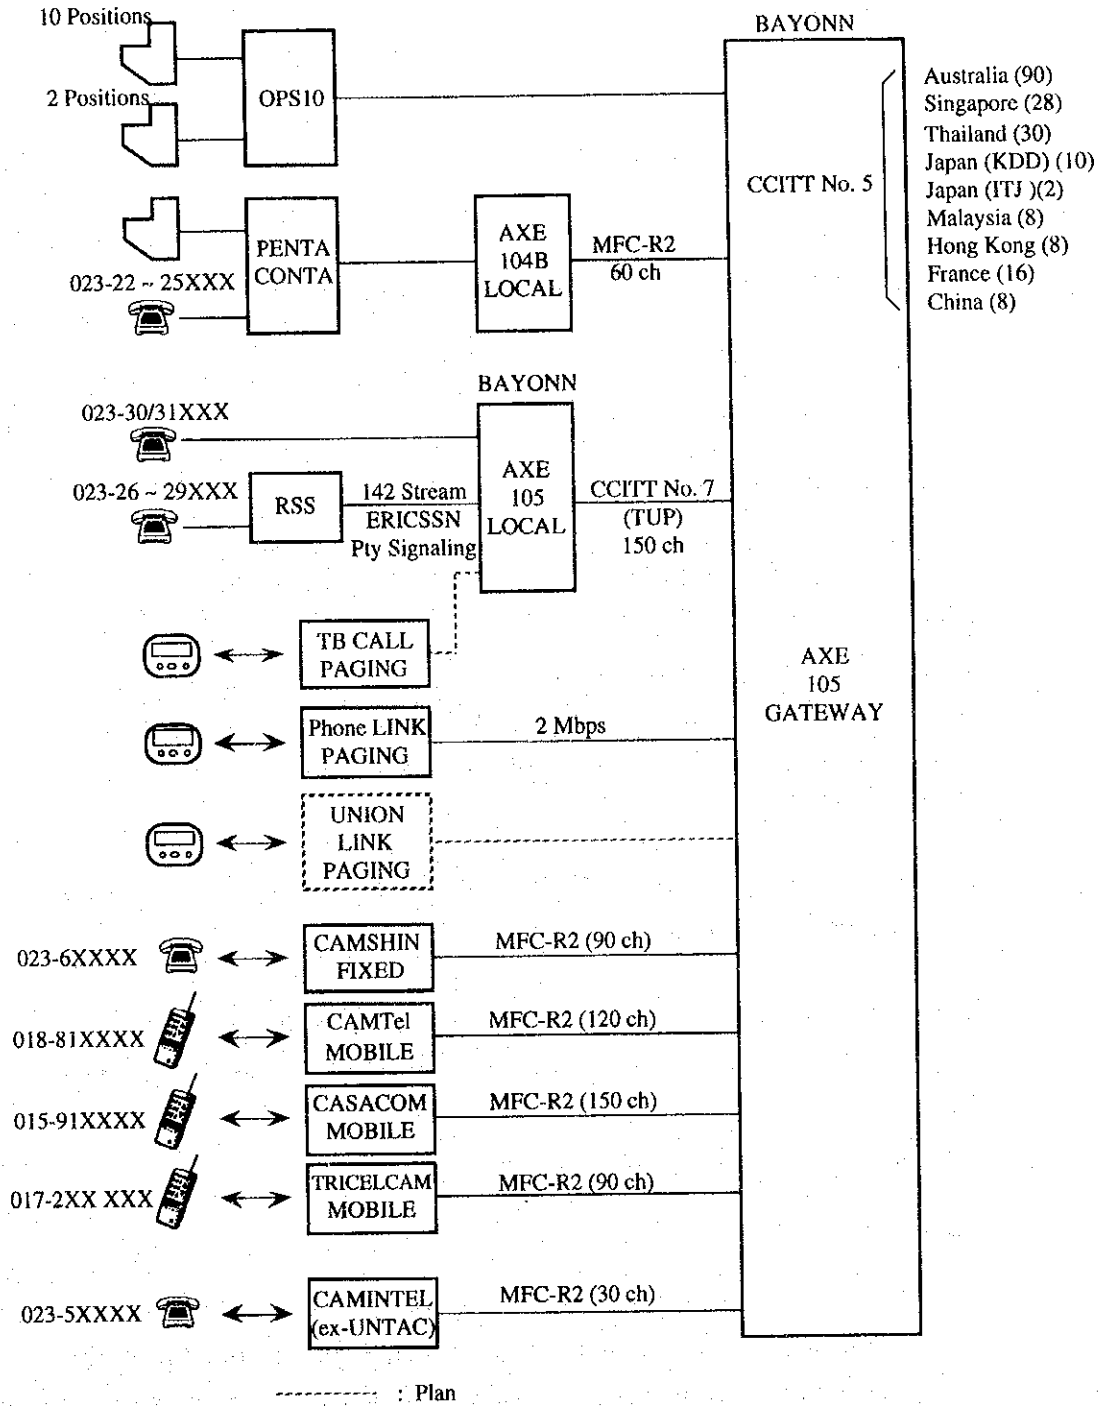 10 Positions
2 Positions
OPS10
BAYONN
CCITT No. 5
Australia (90)
Singapore (28)
Thailand (30)
Japan (KDD) (10)
Japan (ITJ )(2)
Malaysia (8)
Hong Kong (8)
France (16)
China (8)
023-22 ~ 25XXX
PENTA
CONTA
AXE
104B
LOCAL
MFC-R2
60 ch
BAYONN
023-30/31XXX
023-26 ~ 29XXX
RSS
142 Stream
ERICSSN
Pty Signaling
AXE
105
LOCAL
CCITT No. 7
(TUP)
150 ch
TB CALL
PAGING
AXE
105
GATEWAY
Phone LINK
PAGING
2 Mbps
UNION
LINK
PAGING
023-6XXXX
CAMSHIN
FIXED
MFC-R2 (90 ch)
018-81XXXX
CAMTel
MOBILE
MFC-R2 (120 ch)
015-91XXXX
CASACOM
MOBILE
MFC-R2 (150 ch)
017-2XX XXX
TRICELCAM
MOBILE
MFC-R2 (90 ch)
023-5XXXX
CAMINTEL
(ex-UNTAC)
MFC-R2 (30 ch)
: Plan